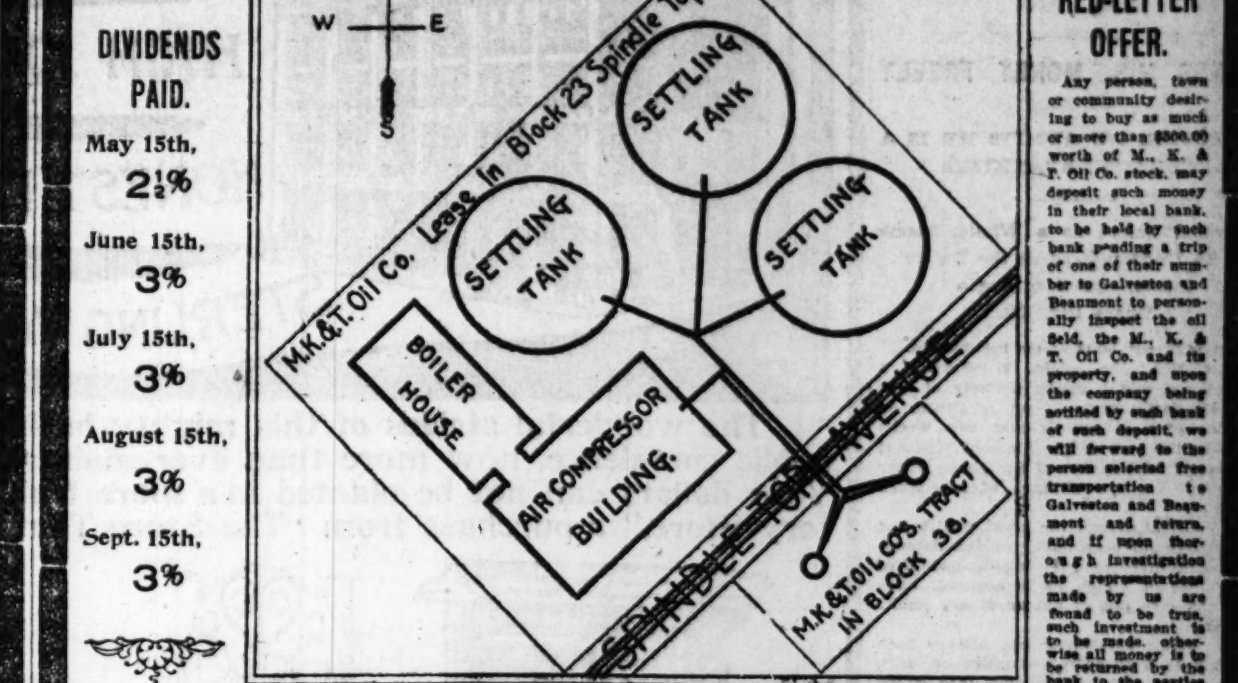 DIVIDENDS
PAID.
May 15th,
2½%
June 15th,
3%
July 15th,
3%
August 15th,
3%
Sept. 15th,
3%
W E
S
M.K.&T. Oil Co. Lease In Block 23 Spindle Top
SETTLING
TANK
SETTLING
TANK
SETTLING
TANK
BOILER
HOUSE
AIR COMPRESSOR
BUILDING.
SPINDLE TOP AVENUE
M.K.&T. OIL CO'S. TRACT
IN BLOCK 36.
RED-LETTER
OFFER.
Any person, town
or community desir-
ing to buy as much
or more than $500.00
worth of M., K. &
T. Oil Co. stock, may
deposit such money
in their local bank,
to be held by such
bank pending a trip
of one of their num-
ber to Galveston and
Beaumont to person-
ally inspect the oil
field, the M., K. &
T. Oil Co. and its
property, and upon
the company being
notified by such bank
of such deposit, we
will forward to the
person selected free
transportation to
Galveston and Beau-
mont and return,
and if upon thor-
ough investigation
the representations
made by us are
found to be true,
such investment is
to be made, other-
wise all money is to
be returned by the
bank to the parties